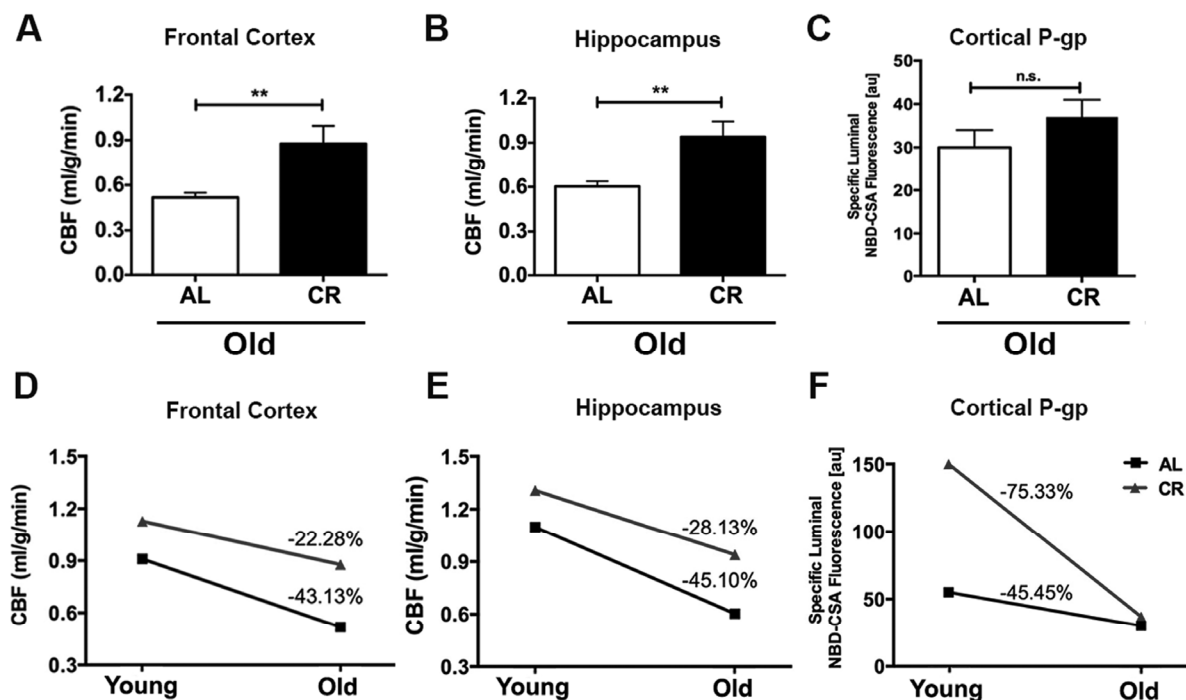 A
Frontal Cortex
CBF (ml/g/min)
1.2
0.9
0.6
0.3
0.0
**
AL
CR
Old
B
Hippocampus
CBF (ml/g/min)
1.2
0.9
0.6
0.3
0.0
**
AL
CR
Old
C
Cortical P-gp
Specific Luminal
NBD-CSA Fluorescence [au]
50
40
30
20
10
0
n.s.
AL
CR
Old
D
Frontal Cortex
CBF (ml/g/min)
1.5
1.2
0.9
0.6
0.3
-22.28%
-43.13%
Young
Old
E
Hippocampus
CBF (ml/g/min)
1.5
1.2
0.9
0.6
0.3
-28.13%
-45.10%
Young
Old
F
Cortical P-gp
Specific Luminal
NBD-CSA Fluorescence [au]
150
100
50
0
-75.33%
-45.45%
AL
CR
Young
Old